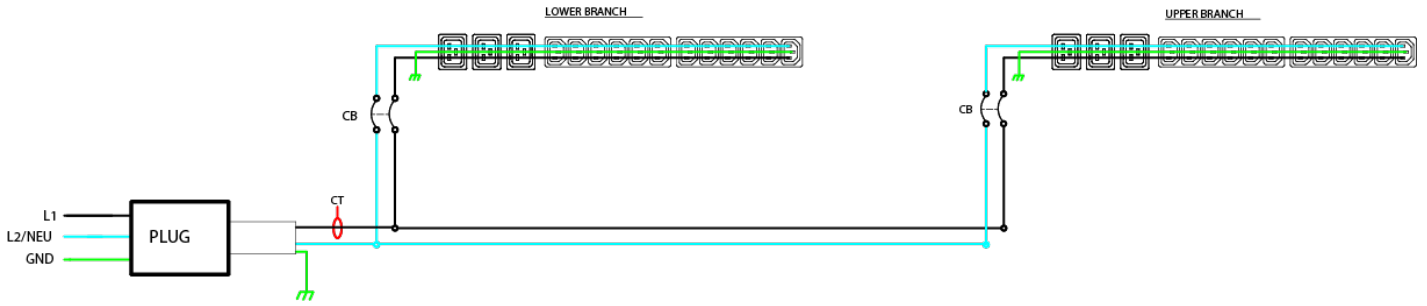 LOWER BRANCH
UPPER BRANCH
CB
CB
CT
L1
L2/NEU
PLUG
GND